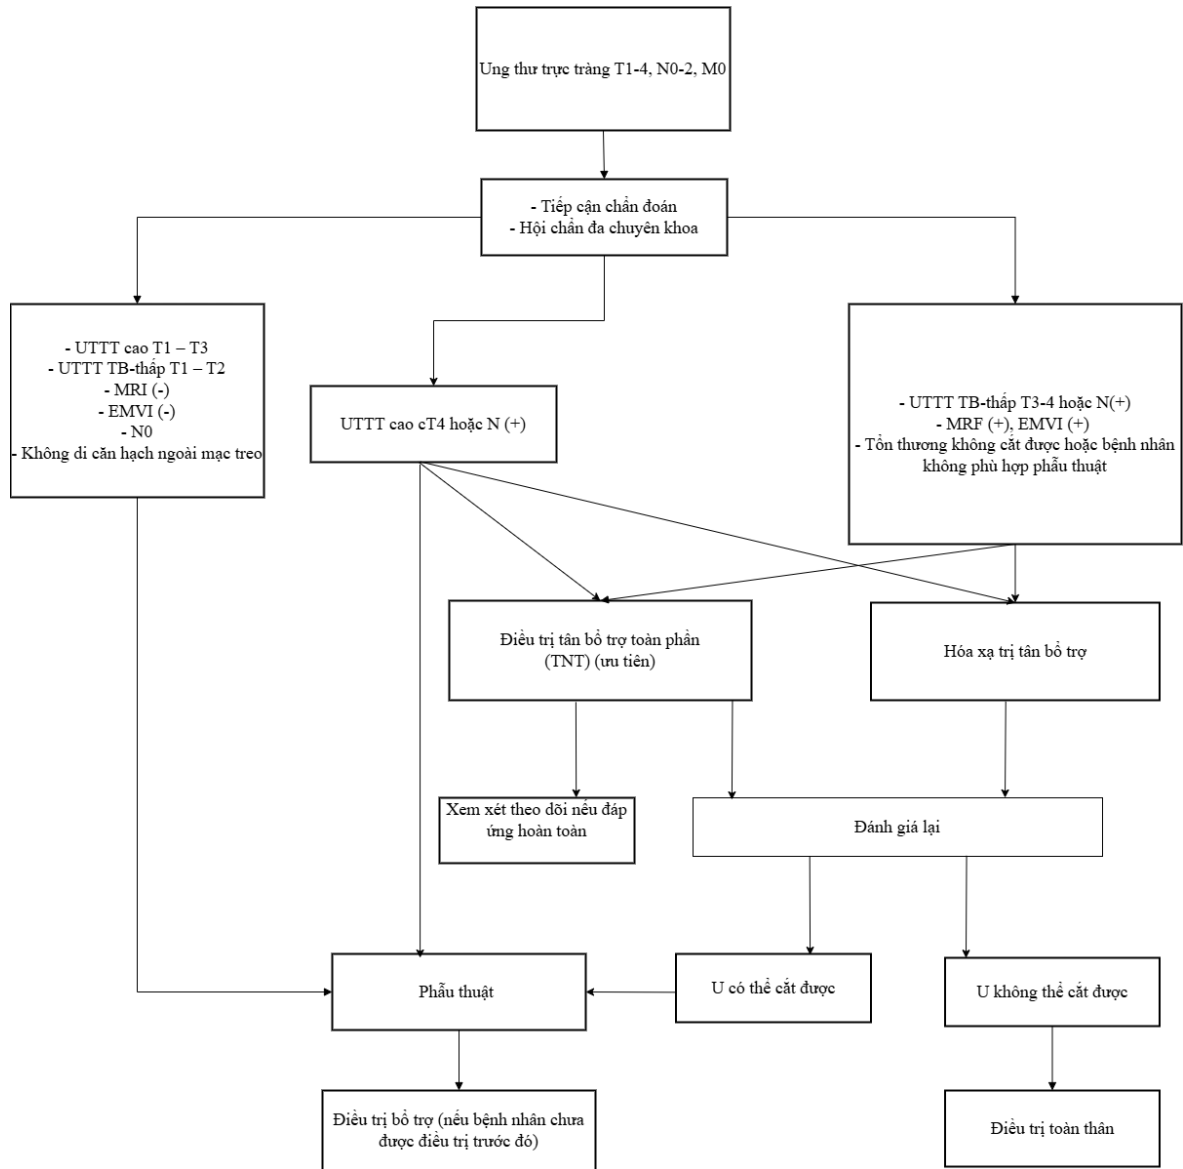 Ung thư trực tràng T1-4, N0-2, M0
- Tiếp cận chẩn đoán
- Hội chẩn đa chuyên khoa
- UTTT cao T1 – T3
- UTTT TB-thấp T1 – T2
- MRI (-)
- EMVI (-)
- N0
- Không di căn hạch ngoài mạc treo
UTTT cao cT4 hoặc N (+)
- UTTT TB-thấp T3-4 hoặc N(+)
- MRF (+), EMVI (+)
- Tổn thương không cắt được hoặc bệnh nhân
không phù hợp phẫu thuật
Điều trị tân bổ trợ toàn phần
(TNT) (ưu tiên)
Hóa xạ trị tân bổ trợ
Xem xét theo dõi nếu đáp
ứng hoàn toàn
Đánh giá lại
Phẫu thuật
U có thể cắt được
U không thể cắt được
Điều trị bổ trợ (nếu bệnh nhân chưa
được điều trị trước đó)
Điều trị toàn thân